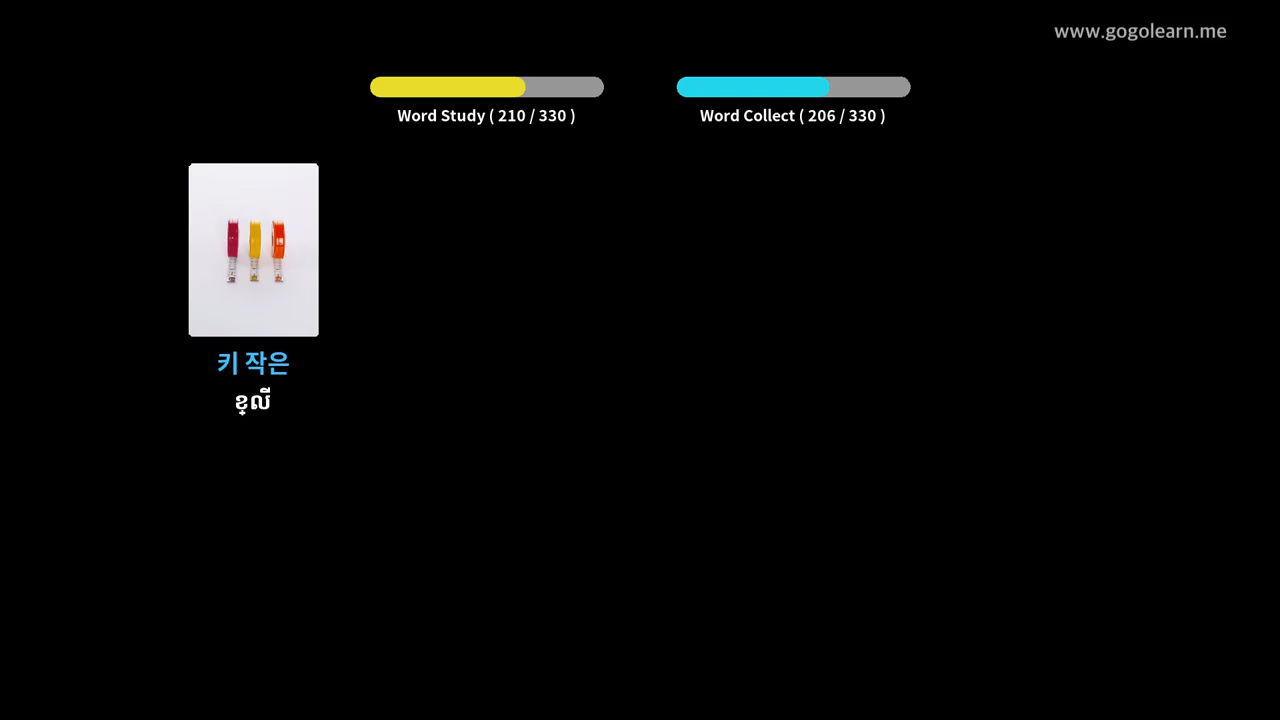 www.gogolearn.me
Word Study ( 210 / 330 )
Word Collect ( 206 / 330 )
키 작은
ខ្លី